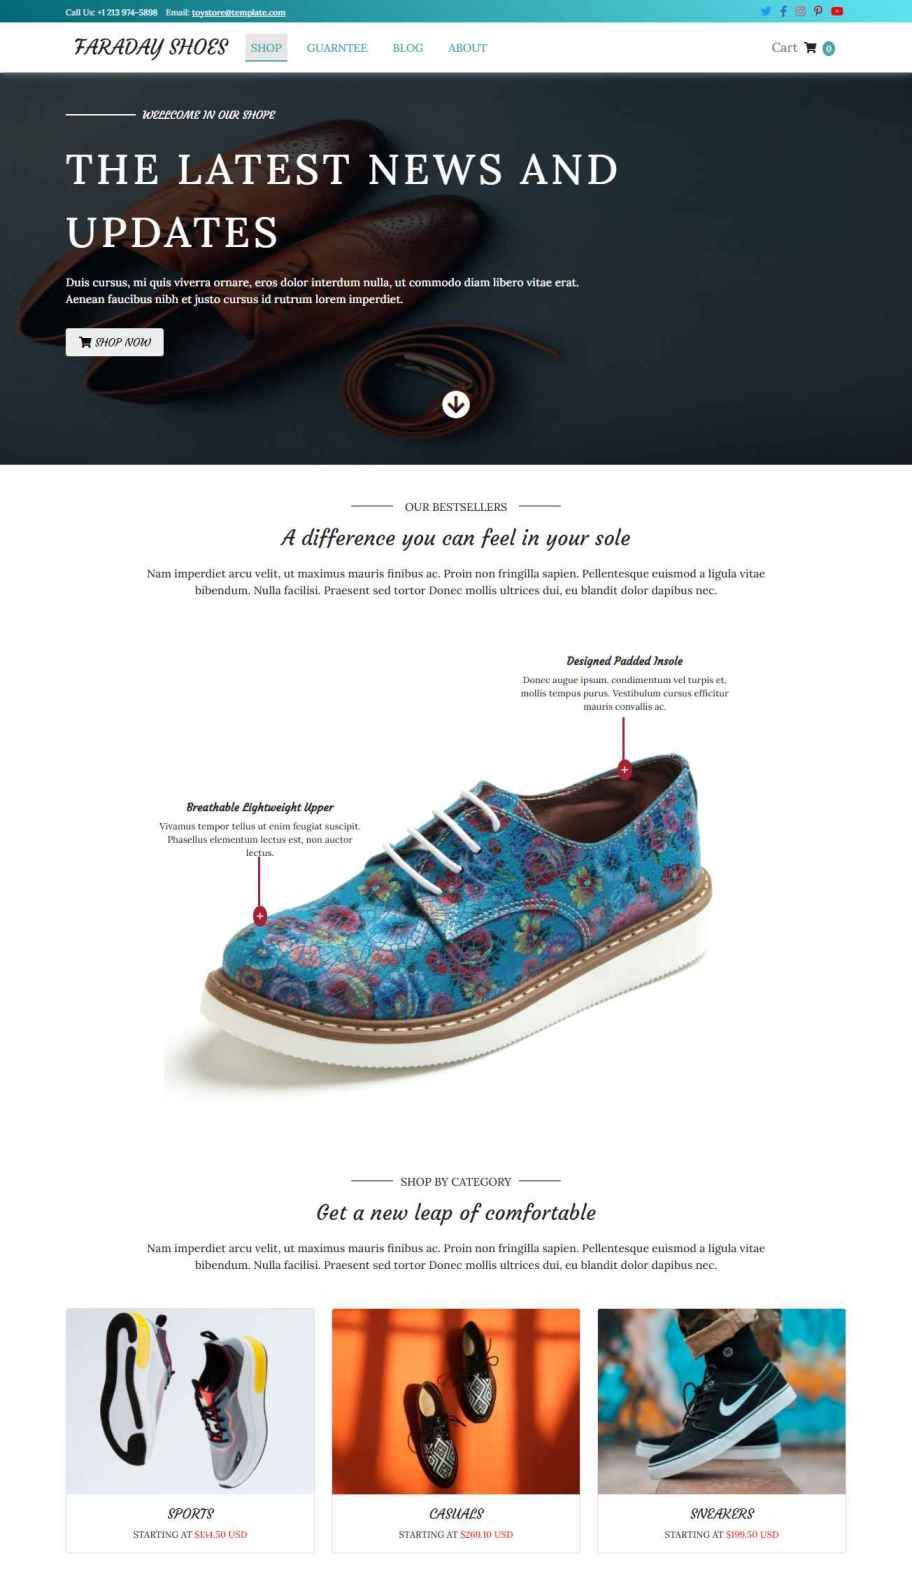 Call Us: +1 213 974-5898 Email: toystore@template.com
FARADAY SHOES SHOP GUARNTEE BLOG ABOUT Cart 0
WELLCOME IN OUR SHOPE
THE LATEST NEWS AND
UPDATES
Duis cursus, mi quis viverra ornare, eros dolor interdum nulla, ut commodo diam libero vitae erat.
Aenean faucibus nibh et justo cursus id rutrum lorem imperdiet.
SHOP NOW
OUR BESTSELLERS
A difference you can feel in your sole
Nam imperdiet arcu velit, ut maximus mauris finibus ac. Proin non fringilla sapien. Pellentesque euismod a ligula vitae
bibendum. Nulla facilisi. Praesent sed tortor Donec mollis ultrices dui, eu blandit dolor dapibus nec.
Designed Padded Insole
Donec augue ipsum, condimentum vel turpis et,
mollis tempus purus. Vestibulum cursus efficitur
mauris convallis ac.
Breathable Lightweight Upper
Vivamus tempor tellus ut enim feugiat suscipit.
Phasellus elementum lectus est, non auctor
lectus.
SHOP BY CATEGORY
Get a new leap of comfortable
Nam imperdiet arcu velit, ut maximus mauris finibus ac. Proin non fringilla sapien. Pellentesque euismod a ligula vitae
bibendum. Nulla facilisi. Praesent sed tortor Donec mollis ultrices dui, eu blandit dolor dapibus nec.
SPORTS
STARTING AT $134.50 USD
CASUALS
STARTING AT $269.10 USD
SNEAKERS
STARTING AT $199.50 USD